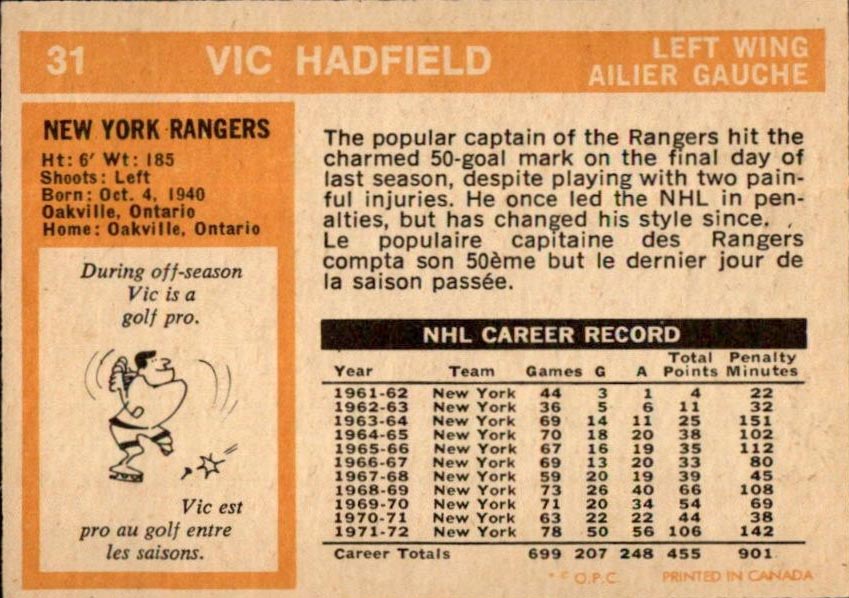 31 VIC HADFIELD LEFT WING
AILIER GAUCHE
NEW YORK RANGERS
Ht: 6' Wt: 185
Shoots: Left
Born: Oct. 4, 1940
Oakville, Ontario
Home: Oakville, Ontario
During off-season
Vic is a
golf pro.
Vic est
pro au golf entre
les saisons.
The popular captain of the Rangers hit the
charmed 50-goal mark on the final day of
last season, despite playing with two pain-
ful injuries. He once led the NHL in pen-
alties, but has changed his style since.
Le populaire capitaine des Rangers
compta son 50ème but le dernier jour de
la saison passée.
NHL CAREER RECORD
Year Team Games G A Total Points Penalty Minutes
1961-62 New York 44 3 1 4 22
1962-63 New York 36 5 6 11 32
1963-64 New York 69 14 11 25 151
1964-65 New York 70 18 20 38 102
1965-66 New York 67 16 19 35 112
1966-67 New York 69 13 20 33 80
1967-68 New York 59 20 19 39 45
1968-69 New York 73 26 40 66 108
1969-70 New York 71 20 34 54 69
1970-71 New York 63 22 22 44 38
1971-72 New York 78 50 56 106 142
Career Totals 699 207 248 455 901
* © O.P.C. PRINTED IN CANADA